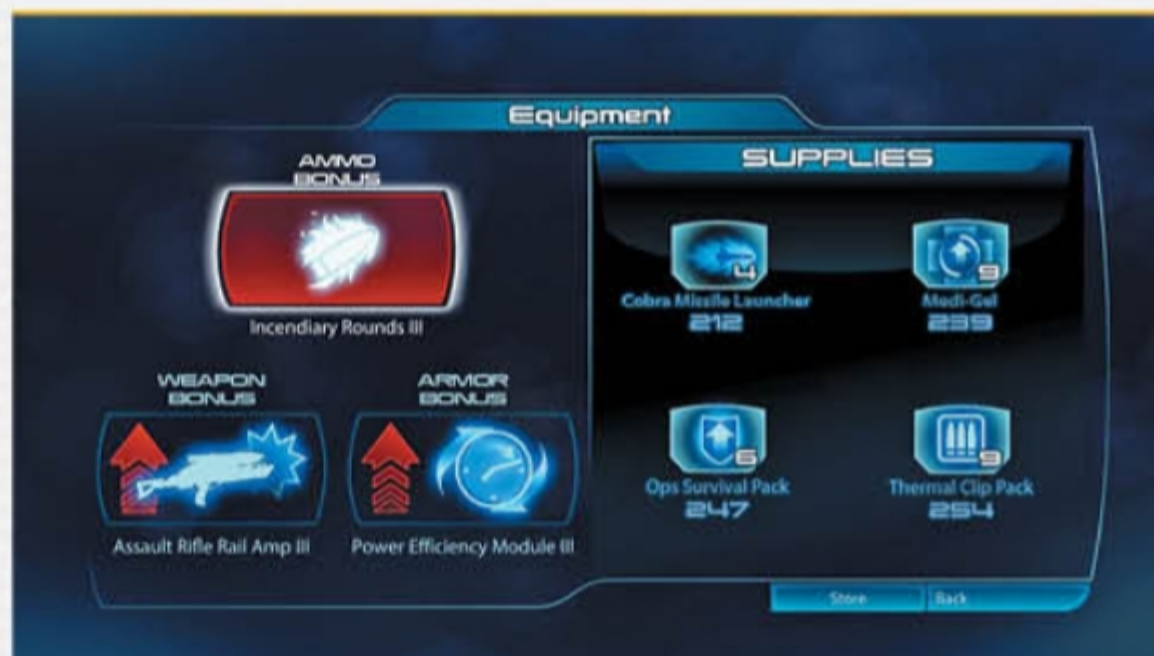 Equipment
AMMO
BONUS
Incendiary Rounds III
WEAPON
BONUS
Assault Rifle Rail Amp III
ARMOR
BONUS
Power Efficiency Module III
SUPPLIES
4
Cobra Missile Launcher
212
9
Medi-Gel
239
6
Ops Survival Pack
247
9
Thermal Clip Pack
254
Store
Back